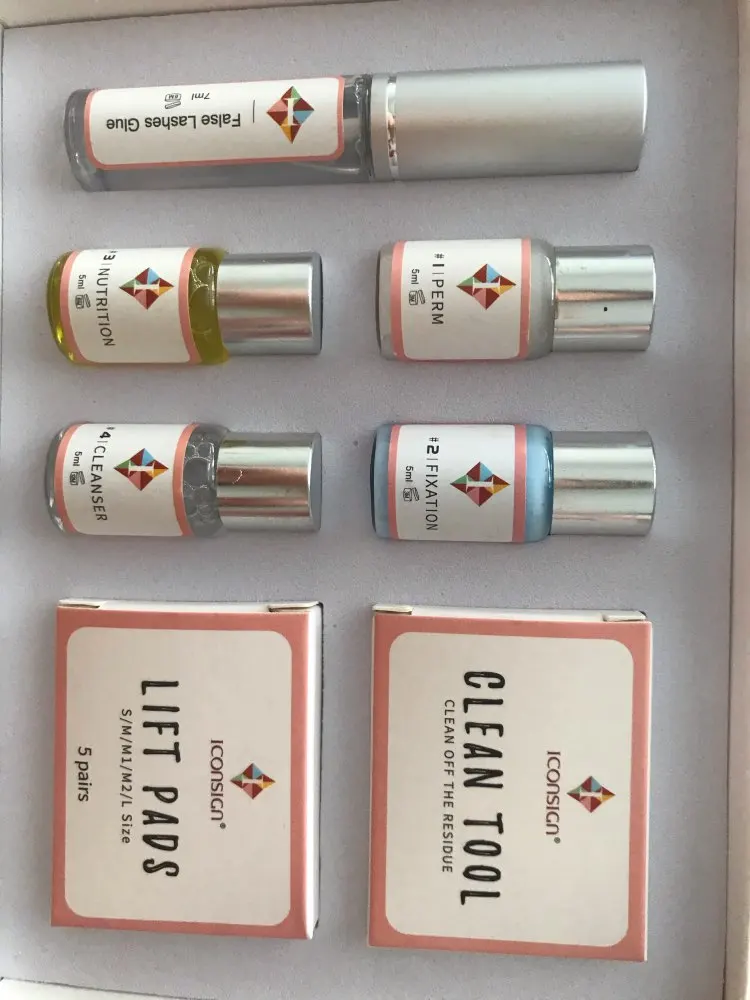 False Lashes Glue
7ml
#1|PERM
5ml
#2|FIXATION
5ml
#3|NUTRITION
5ml
#4|CLEANSER
5ml
ICONSIGN®
CLEAN TOOL
CLEAN OFF THE RESIDUE
ICONSIGN®
LIFT PADS
S/M/M1/M2/L Size
5 pairs